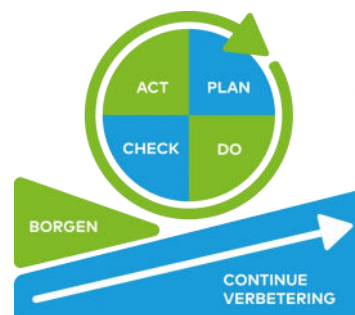 ACT
PLAN
CHECK
DO
BORGEN
CONTINUE
VERBETERING